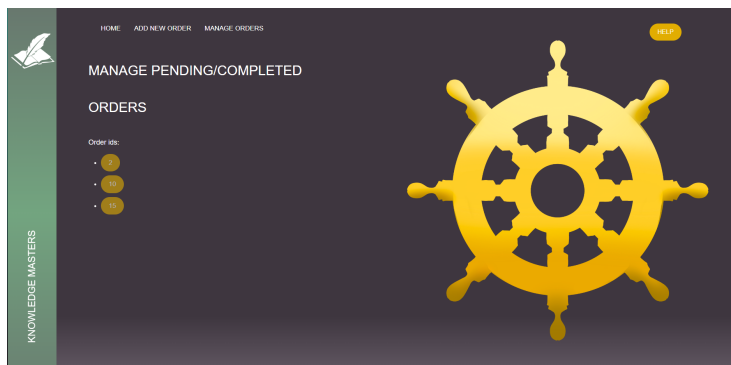 HOME ADD NEW ORDER MANAGE ORDERS
HELP
MANAGE PENDING/COMPLETED
ORDERS
Order ids:
2
10
15
KNOWLEDGE MASTERS